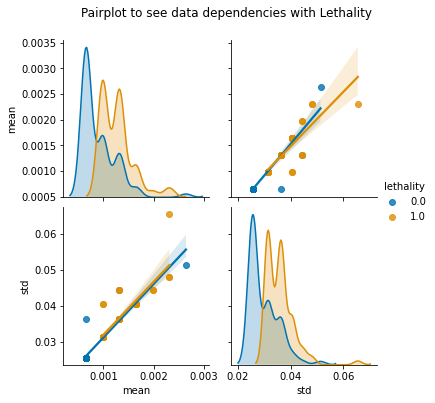 Pairplot to see data dependencies with Lethality
0.0035
0.0030
0.0025
0.0020
0.0015
0.0010
0.0005
mean
lethality
0.0
1.0
0.06
0.05
0.04
0.03
std
0.001 0.002 0.003
mean
0.02 0.04 0.06
std